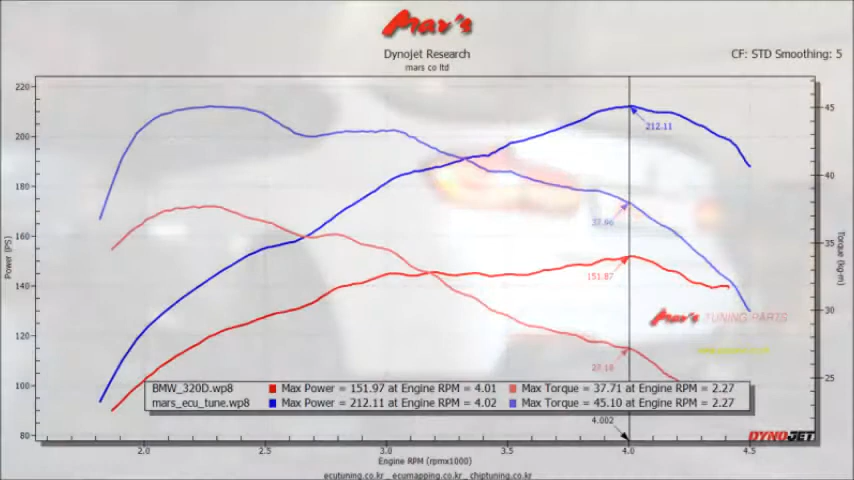 Mar's
Dynojet Research
mars co ltd
CF: STD Smoothing: 5
220
200
180
160
140
120
100
80
Power (PS)
45
40
35
30
25
Torque (kg-m)
212.11
37.96
151.87
27.18
Mar's TUNING PARTS
BMW_320D.wp8 Max Power = 151.97 at Engine RPM = 4.01 Max Torque = 37.71 at Engine RPM = 2.27
mars_ecu_tune.wp8 Max Power = 212.11 at Engine RPM = 4.02 Max Torque = 45.10 at Engine RPM = 2.27
4.002
DYNOJET
2.0 2.5 3.0 3.5 4.0 4.5
Engine RPM (rpmx1000)
ecutuning.co.kr _ ecumapping.co.kr _ chiptuning.co.kr